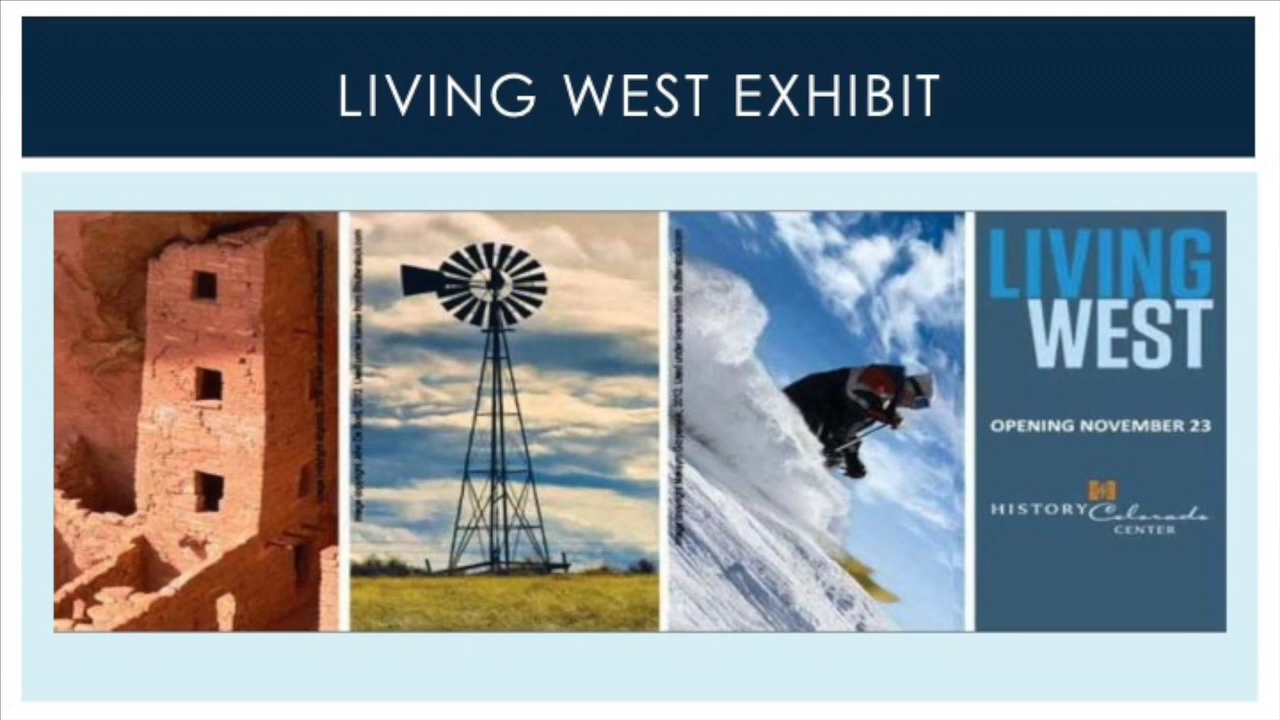 LIVING WEST EXHIBIT
LIVING
WEST
OPENING NOVEMBER 23
HISTORY Colorado
CENTER